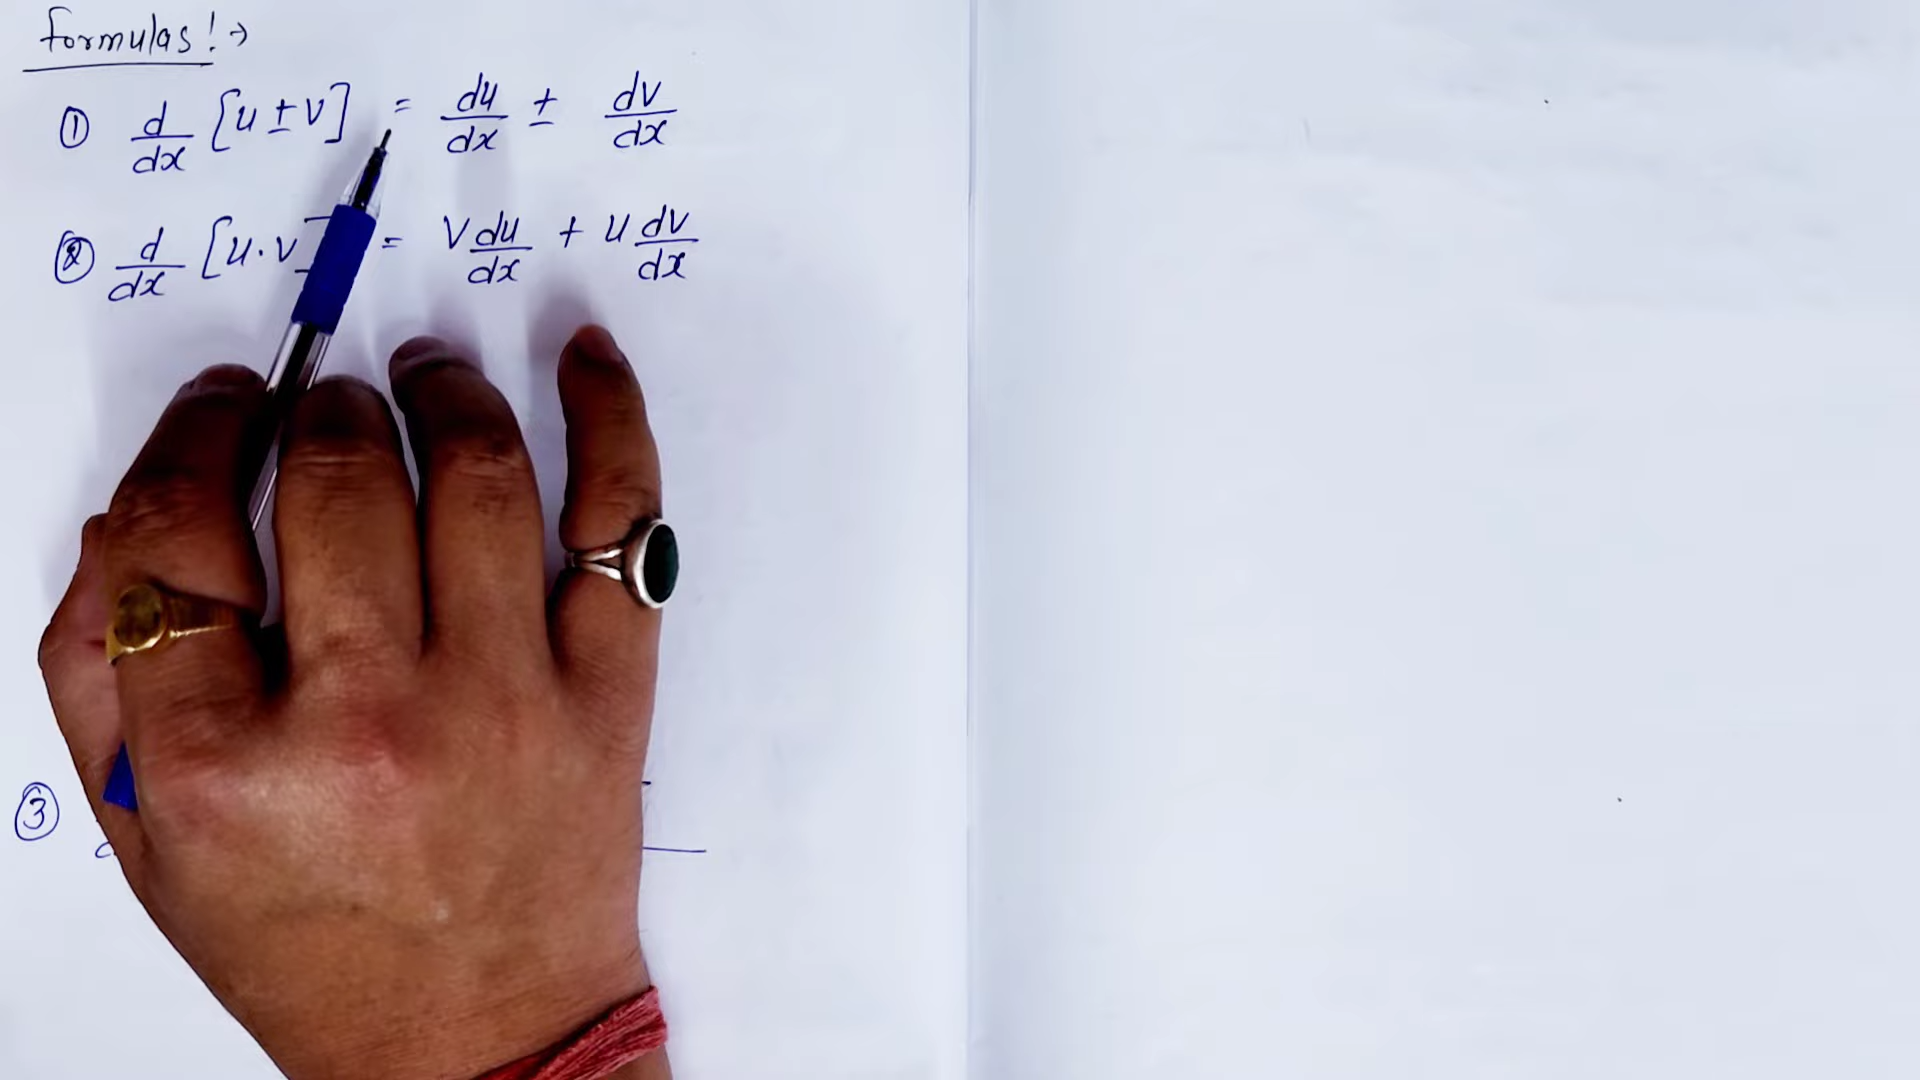 Formulas! →
① d/dx [u ± v] = du/dx ± dv/dx
② d/dx [u . v] = v du/dx + u dv/dx
③